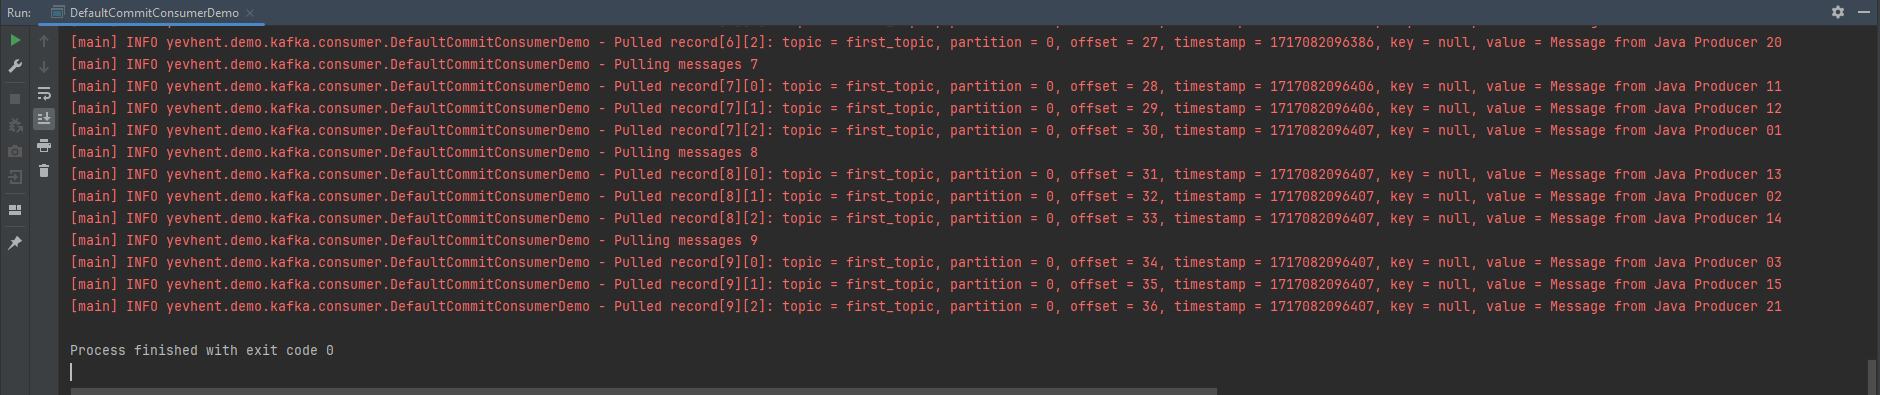 Run: DefaultCommitConsumerDemo
[main] INFO yevhent.demo.kafka.consumer.DefaultCommitConsumerDemo - Pulled record[6][2]: topic = first_topic, partition = 0, offset = 27, timestamp = 1717082096386, key = null, value = Message from Java Producer 20
[main] INFO yevhent.demo.kafka.consumer.DefaultCommitConsumerDemo - Pulling messages 7
[main] INFO yevhent.demo.kafka.consumer.DefaultCommitConsumerDemo - Pulled record[7][0]: topic = first_topic, partition = 0, offset = 28, timestamp = 1717082096406, key = null, value = Message from Java Producer 11
[main] INFO yevhent.demo.kafka.consumer.DefaultCommitConsumerDemo - Pulled record[7][1]: topic = first_topic, partition = 0, offset = 29, timestamp = 1717082096406, key = null, value = Message from Java Producer 12
[main] INFO yevhent.demo.kafka.consumer.DefaultCommitConsumerDemo - Pulled record[7][2]: topic = first_topic, partition = 0, offset = 30, timestamp = 1717082096407, key = null, value = Message from Java Producer 01
[main] INFO yevhent.demo.kafka.consumer.DefaultCommitConsumerDemo - Pulling messages 8
[main] INFO yevhent.demo.kafka.consumer.DefaultCommitConsumerDemo - Pulled record[8][0]: topic = first_topic, partition = 0, offset = 31, timestamp = 1717082096407, key = null, value = Message from Java Producer 13
[main] INFO yevhent.demo.kafka.consumer.DefaultCommitConsumerDemo - Pulled record[8][1]: topic = first_topic, partition = 0, offset = 32, timestamp = 1717082096407, key = null, value = Message from Java Producer 02
[main] INFO yevhent.demo.kafka.consumer.DefaultCommitConsumerDemo - Pulled record[8][2]: topic = first_topic, partition = 0, offset = 33, timestamp = 1717082096407, key = null, value = Message from Java Producer 14
[main] INFO yevhent.demo.kafka.consumer.DefaultCommitConsumerDemo - Pulling messages 9
[main] INFO yevhent.demo.kafka.consumer.DefaultCommitConsumerDemo - Pulled record[9][0]: topic = first_topic, partition = 0, offset = 34, timestamp = 1717082096407, key = null, value = Message from Java Producer 03
[main] INFO yevhent.demo.kafka.consumer.DefaultCommitConsumerDemo - Pulled record[9][1]: topic = first_topic, partition = 0, offset = 35, timestamp = 1717082096407, key = null, value = Message from Java Producer 15
[main] INFO yevhent.demo.kafka.consumer.DefaultCommitConsumerDemo - Pulled record[9][2]: topic = first_topic, partition = 0, offset = 36, timestamp = 1717082096407, key = null, value = Message from Java Producer 21
Process finished with exit code 0